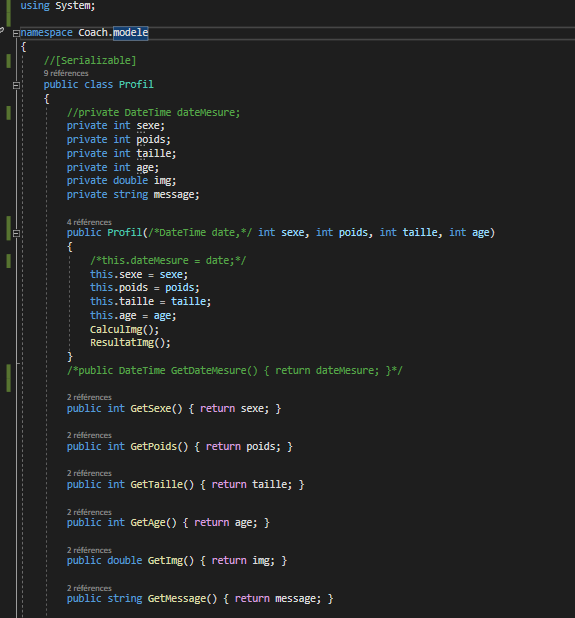 using System;
namespace Coach.modele
{
//[Serializable]
9 références
public class Profil
{
//private DateTime dateMesure;
private int sexe;
private int poids;
private int taille;
private int age;
private double img;
private string message;
4 références
public Profil(/*DateTime date,*/ int sexe, int poids, int taille, int age)
{
/*this.dateMesure = date;*/
this.sexe = sexe;
this.poids = poids;
this.taille = taille;
this.age = age;
CalculImg();
ResultatImg();
}
/*public DateTime GetDateMesure() { return dateMesure; }*/
2 références
public int GetSexe() { return sexe; }
2 références
public int GetPoids() { return poids; }
2 références
public int GetTaille() { return taille; }
2 références
public int GetAge() { return age; }
2 références
public double GetImg() { return img; }
2 références
public string GetMessage() { return message; }